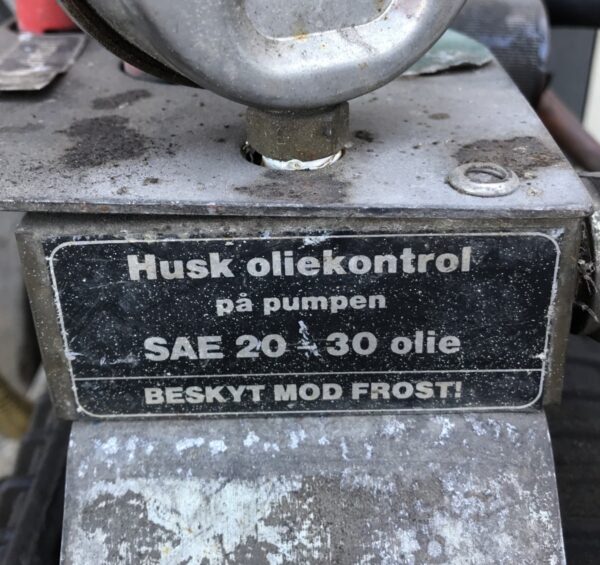 Husk oliekontrol
på pumpen
SAE 20 - 30 olie
BESKYT MOD FROST!